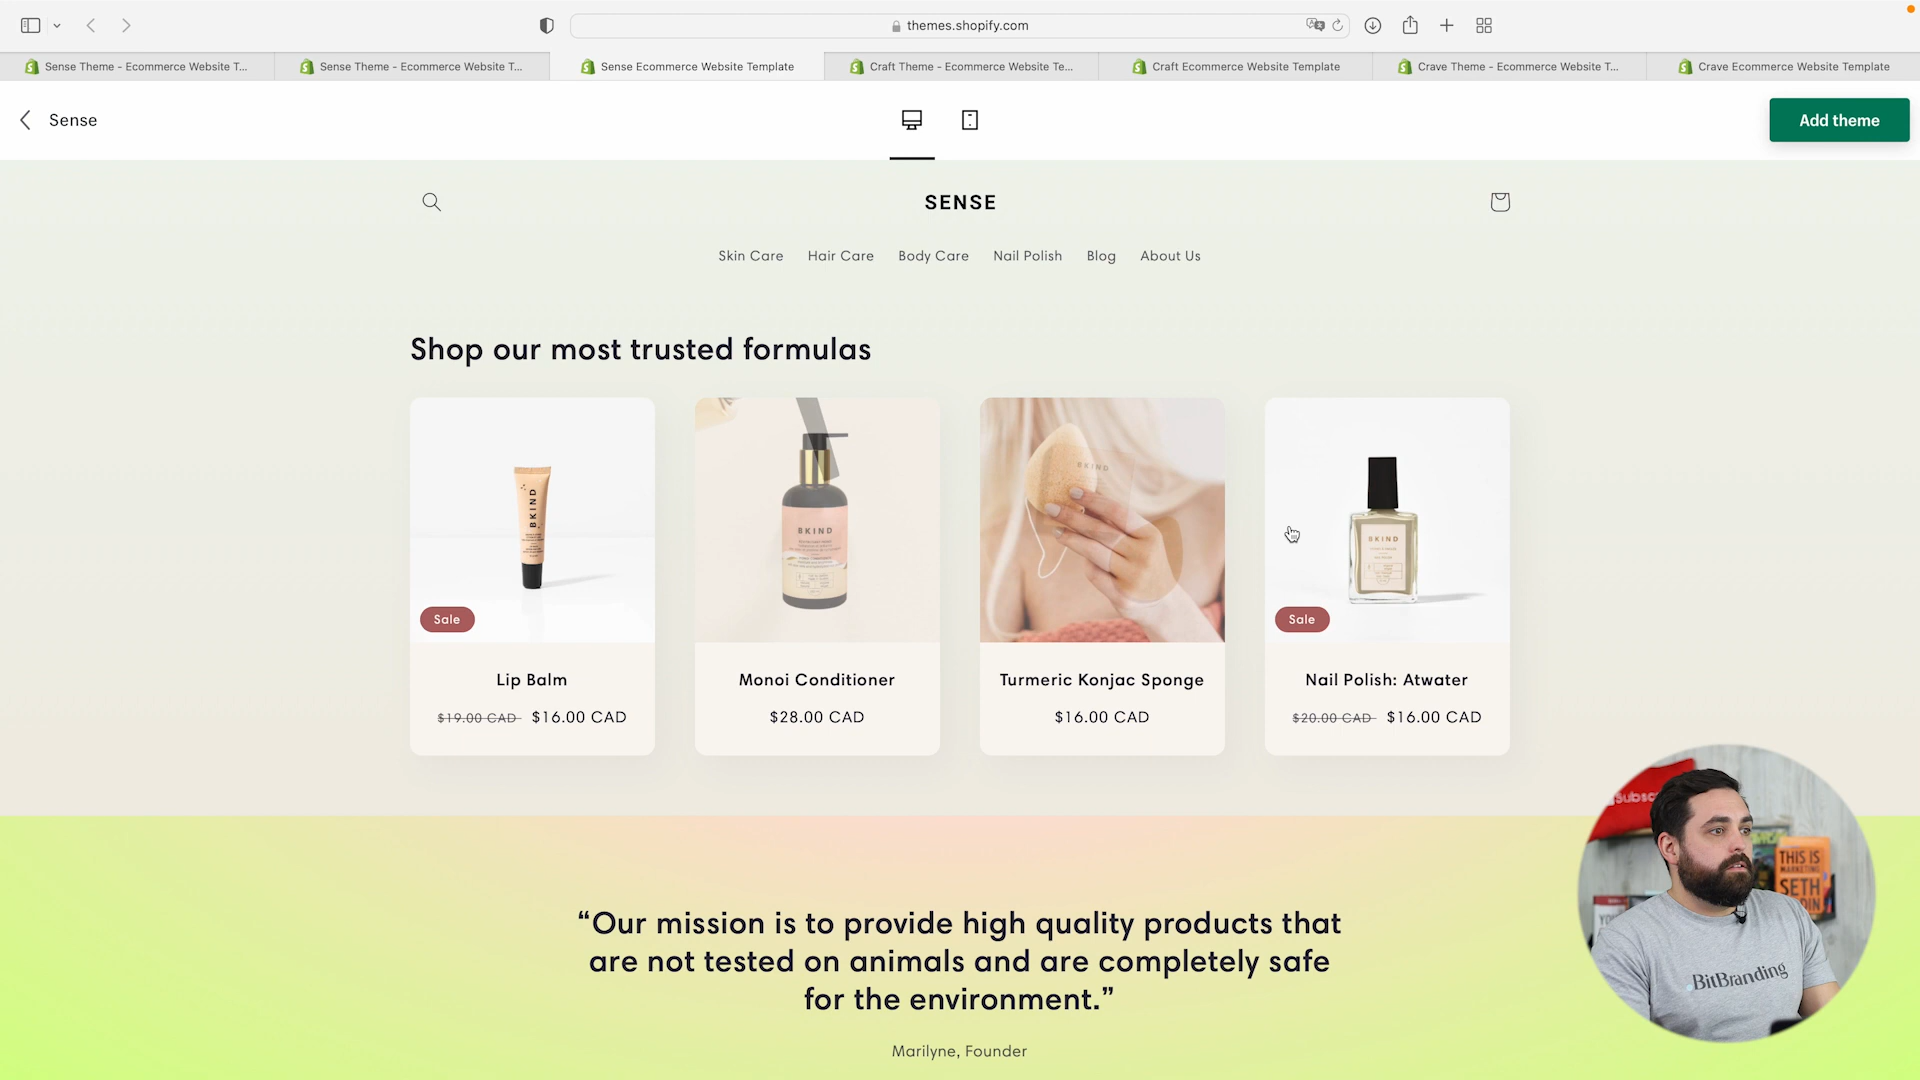 themes.shopify.com
Sense Theme - Ecommerce Website T...
Sense Theme - Ecommerce Website T...
Sense Ecommerce Website Template
Craft Theme - Ecommerce Website Te...
Craft Ecommerce Website Template
Crave Theme - Ecommerce Website T...
Crave Ecommerce Website Template
Sense
Add theme
SENSE
Skin Care
Hair Care
Body Care
Nail Polish
Blog
About Us
Shop our most trusted formulas
BKIND
BKIND
BKIND
BKIND
Sale
Sale
Lip Balm
Monoi Conditioner
Turmeric Konjac Sponge
Nail Polish: Atwater
$19.00 CAD $16.00 CAD
$28.00 CAD
$16.00 CAD
$20.00 CAD $16.00 CAD
“Our mission is to provide high quality products that
are not tested on animals and are completely safe
for the environment.”
Marilyne, Founder
THIS IS
MARKETING
SETH
BitBranding